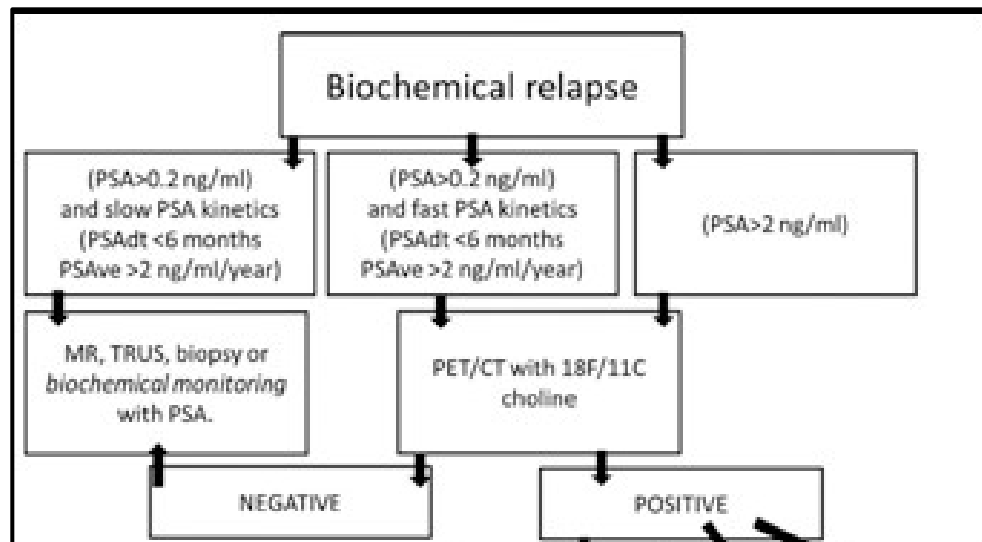 Biochemical relapse
(PSA>0.2 ng/ml)
and slow PSA kinetics
(PSAdt <6 months
PSAve >2 ng/ml/year)
(PSA>0.2 ng/ml)
and fast PSA kinetics
(PSAdt <6 months
PSAve >2 ng/ml/year)
(PSA>2 ng/ml)
MR, TRUS, biopsy or
biochemical monitoring
with PSA.
PET/CT with 18F/11C
choline
NEGATIVE
POSITIVE